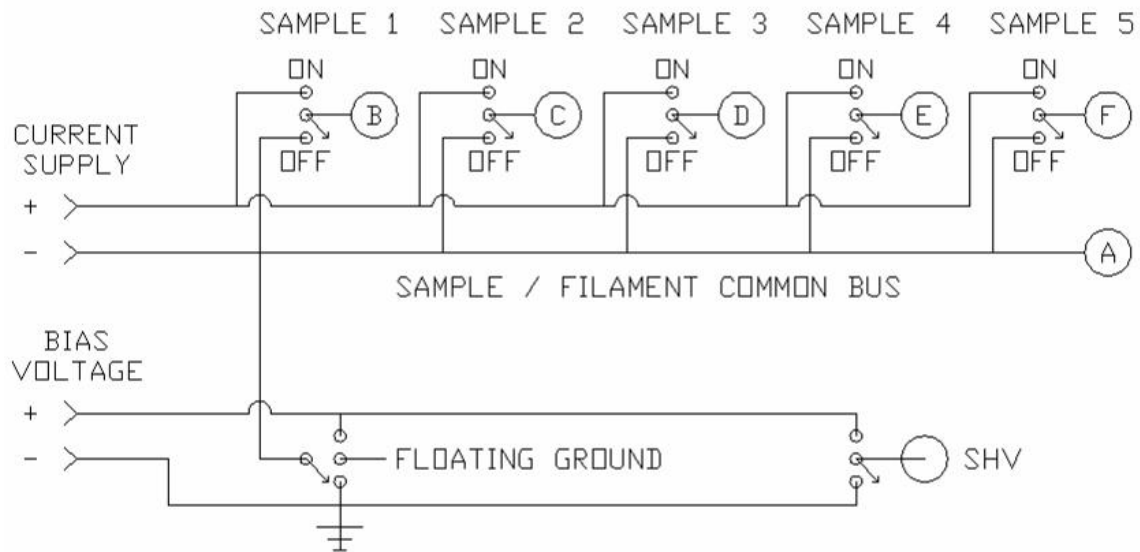 SAMPLE 1 SAMPLE 2 SAMPLE 3 SAMPLE 4 SAMPLE 5
ON ON ON ON ON
B C D E F
OFF OFF OFF OFF OFF
CURRENT
SUPPLY
+
-
A
SAMPLE / FILAMENT COMMON BUS
BIAS
VOLTAGE
+
-
FLOATING GROUND
SHV